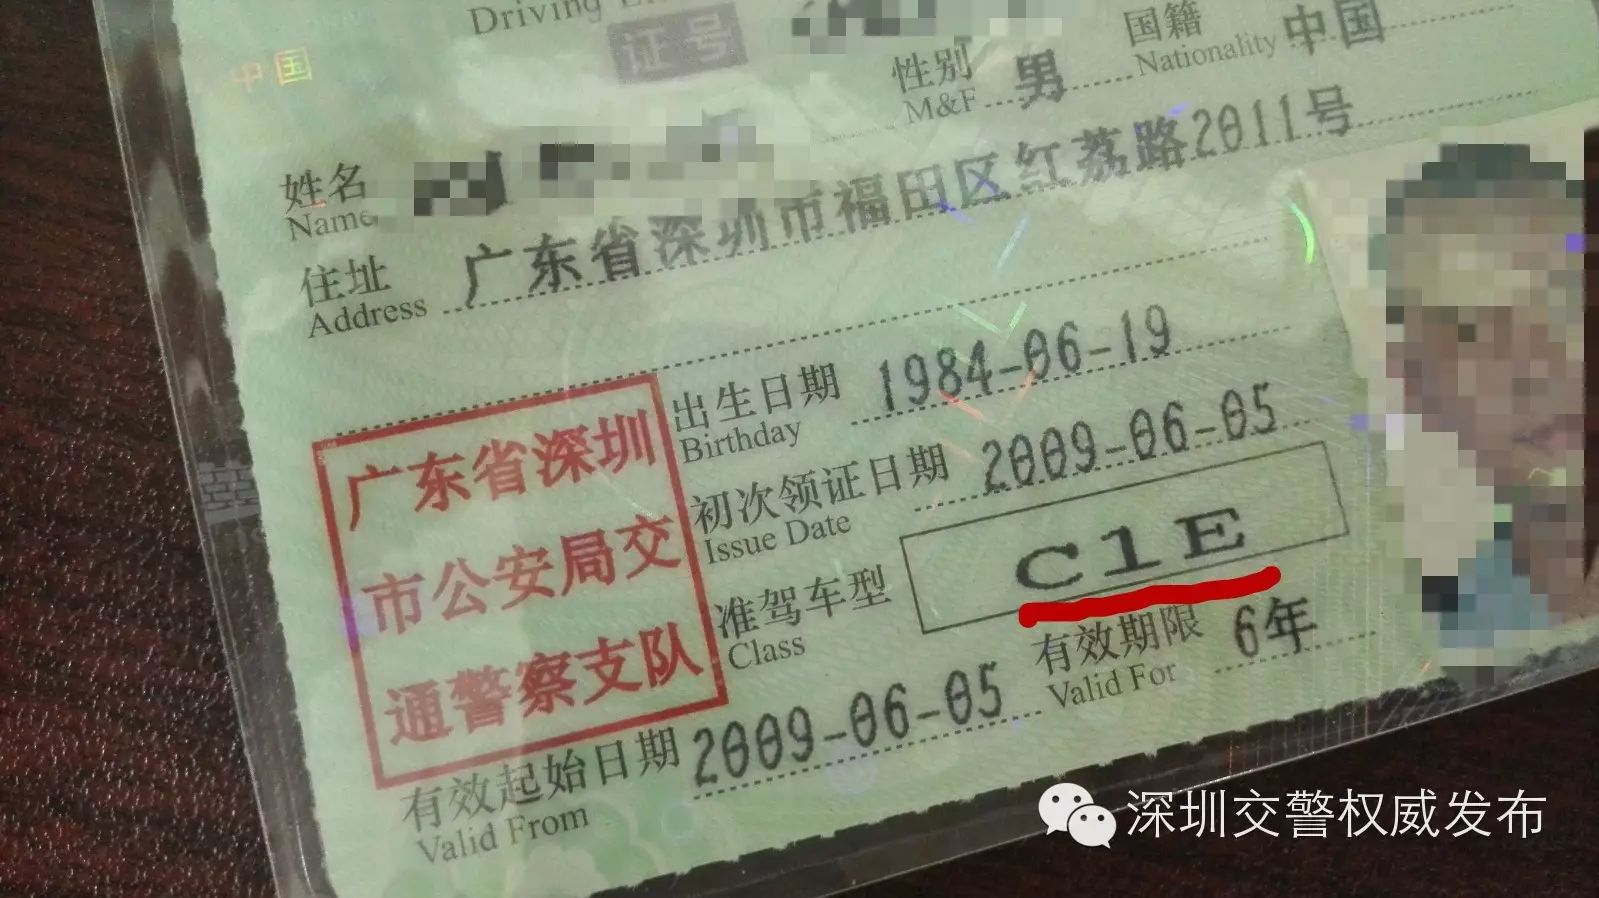 Driving
证号
中国
性别 男 国籍 中国
M&F Nationality
姓名
Name
住址 广东省深圳市福田区红荔路2011号
Address
出生日期 1984-06-19
Birthday
初次领证日期 2009-06-05
Issue Date
准驾车型 C1E
Class
广东省深圳
市公安局交
通警察支队
有效期限 6年
Valid For
有效起始日期 2009-06-05
Valid From
深圳交警权威发布